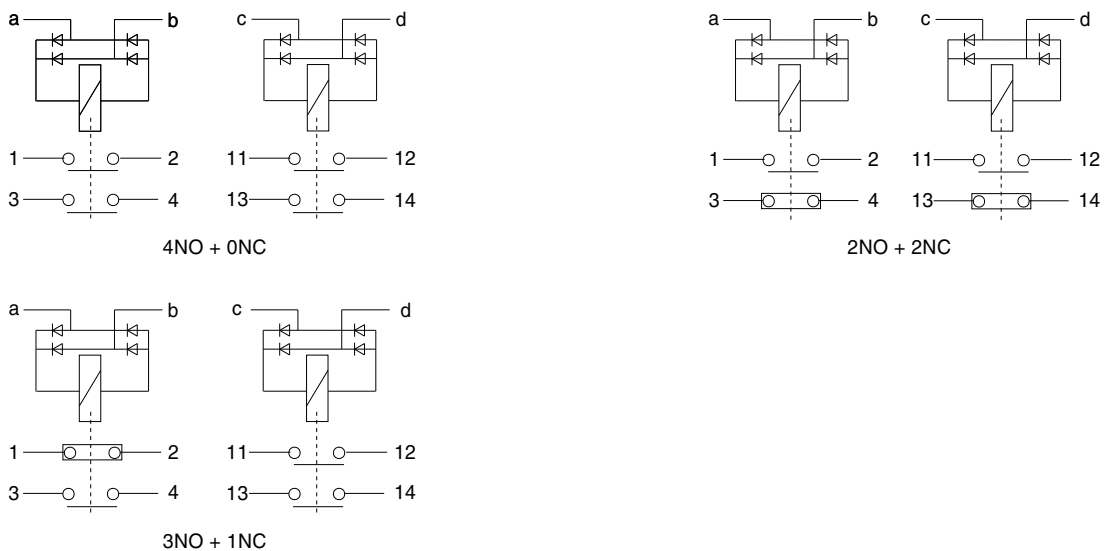 a b c d a b c d
1 2 11 12 1 2 11 12
3 4 13 14 3 4 13 14
4NO + 0NC 2NO + 2NC
a b c d
1 2 11 12
3 4 13 14
3NO + 1NC